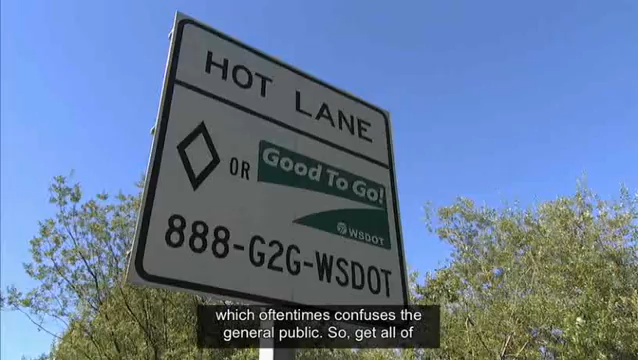 HOT LANE
OR Good To Go!
WSDOT
888-G2G-WSDOT
which oftentimes confuses the
general public. So, get all of